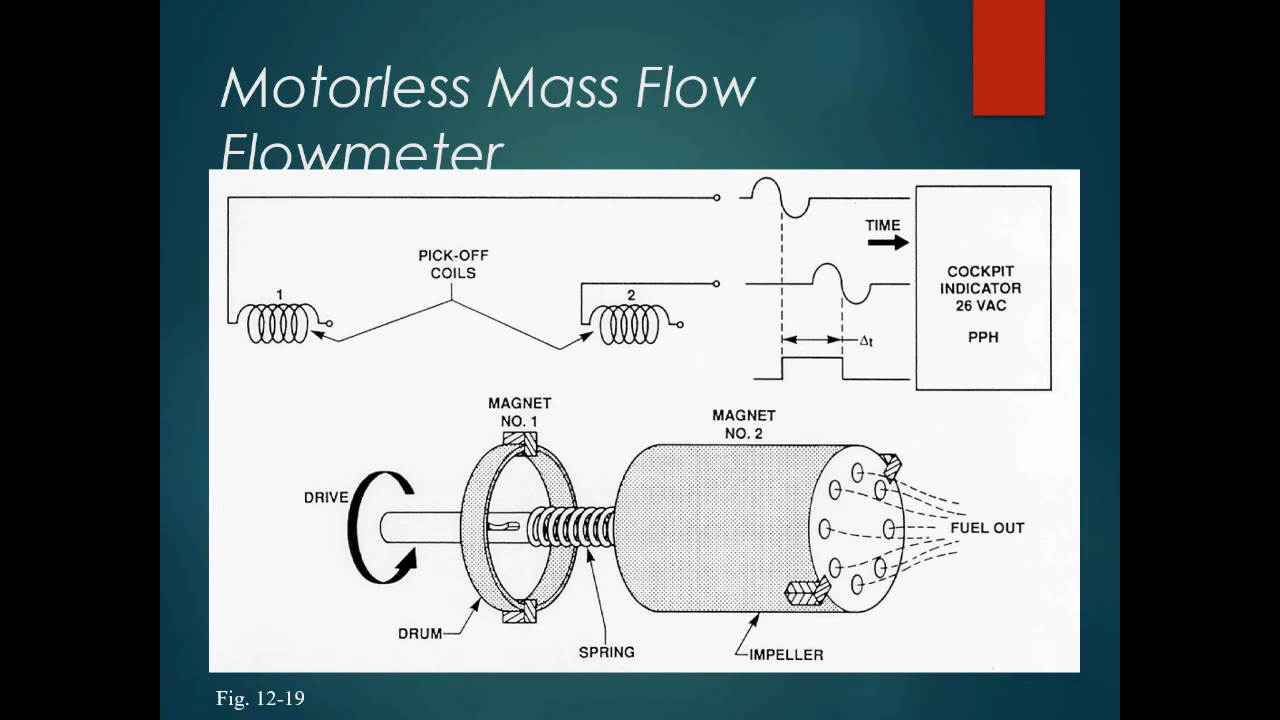 Motorless Mass Flow
Flowmeter
TIME
PICK-OFF
COILS
1
2
COCKPIT
INDICATOR
26 VAC
PPH
Δt
MAGNET
NO. 1
MAGNET
NO. 2
DRIVE
FUEL OUT
DRUM
SPRING
IMPELLER
Fig. 12-19